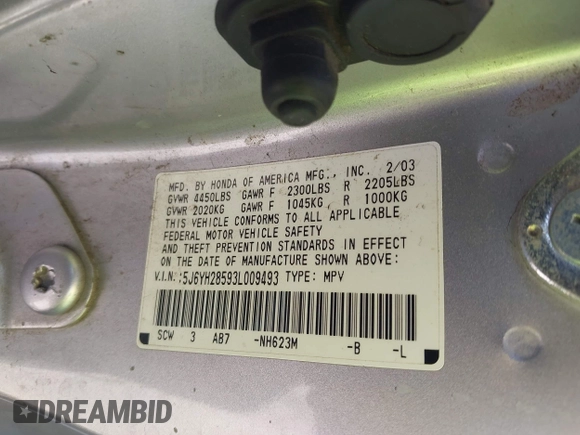 MFD. BY HONDA OF AMERICA MFG., INC. 2/03
GVWR 4450LBS GAWR F 2300LBS R 2205LBS
GVWR 2020KG GAWR F 1045KG R 1000KG
THIS VEHICLE CONFORMS TO ALL APPLICABLE
FEDERAL MOTOR VEHICLE SAFETY
AND THEFT PREVENTION STANDARDS IN EFFECT
ON THE DATE OF MANUFACTURE SHOWN ABOVE:
V.I.N.:5J6YH28593L009493 TYPE: MPV
SCW 3 AB7 -NH623M -B -L
DREAMBID